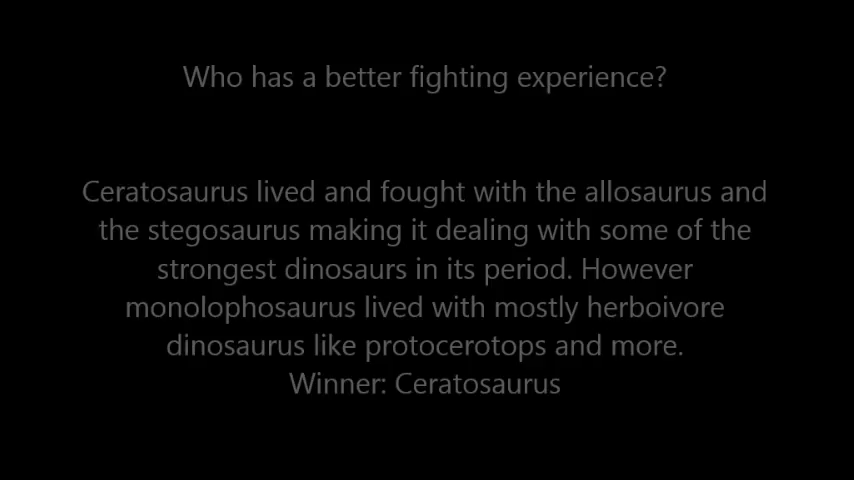 Who has a better fighting experience?
Ceratosaurus lived and fought with the allosaurus and
the stegosaurus making it dealing with some of the
strongest dinosaurs in its period. However
monolophosaurus lived with mostly herboivore
dinosaurus like protocerotops and more.
Winner: Ceratosaurus